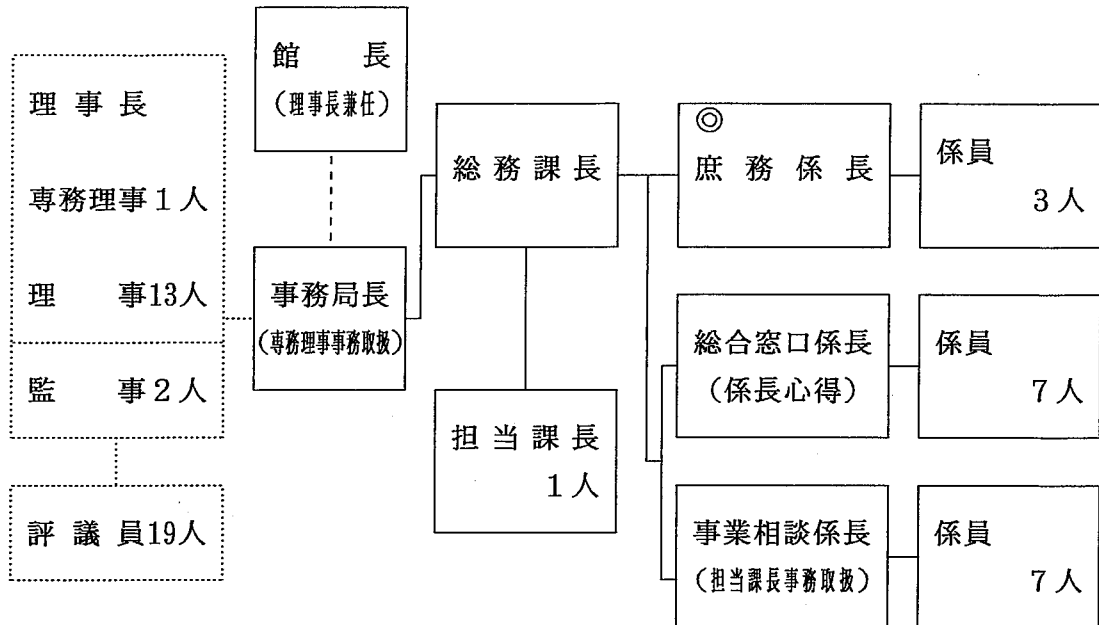 理事長
専務理事１人
理　　事13人
監　　事２人
評議員19人
館　　長
（理事長兼任）
事務局長
（専務理事事務取扱）
総務課長
担当課長
１人
◎
庶務係長
係員
３人
総合窓口係長
（係長心得）
係員
７人
事業相談係長
（担当課長事務取扱）
係員
７人